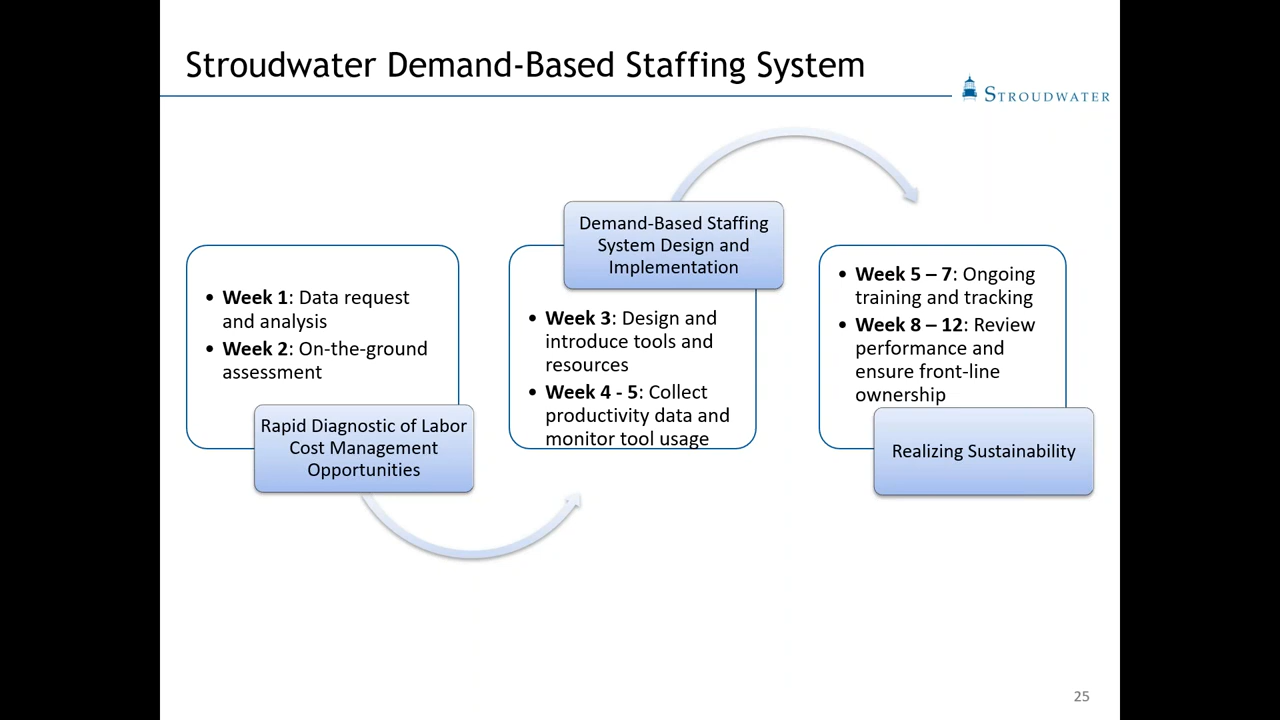 Stroudwater Demand-Based Staffing System
STROUDWATER
• Week 1: Data request
and analysis
• Week 2: On-the-ground
assessment
Rapid Diagnostic of Labor
Cost Management
Opportunities
Demand-Based Staffing
System Design and
Implementation
• Week 3: Design and
introduce tools and
resources
• Week 4 - 5: Collect
productivity data and
monitor tool usage
• Week 5 – 7: Ongoing
training and tracking
• Week 8 – 12: Review
performance and
ensure front-line
ownership
Realizing Sustainability
25